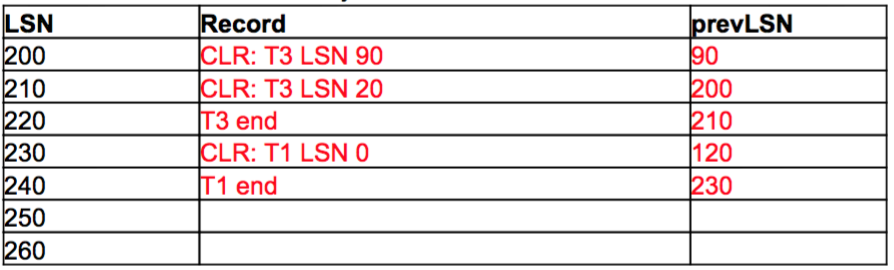 LSN Record prevLSN
200 CLR: T3 LSN 90 90
210 CLR: T3 LSN 20 200
220 T3 end 210
230 CLR: T1 LSN 0 120
240 T1 end 230
250
260